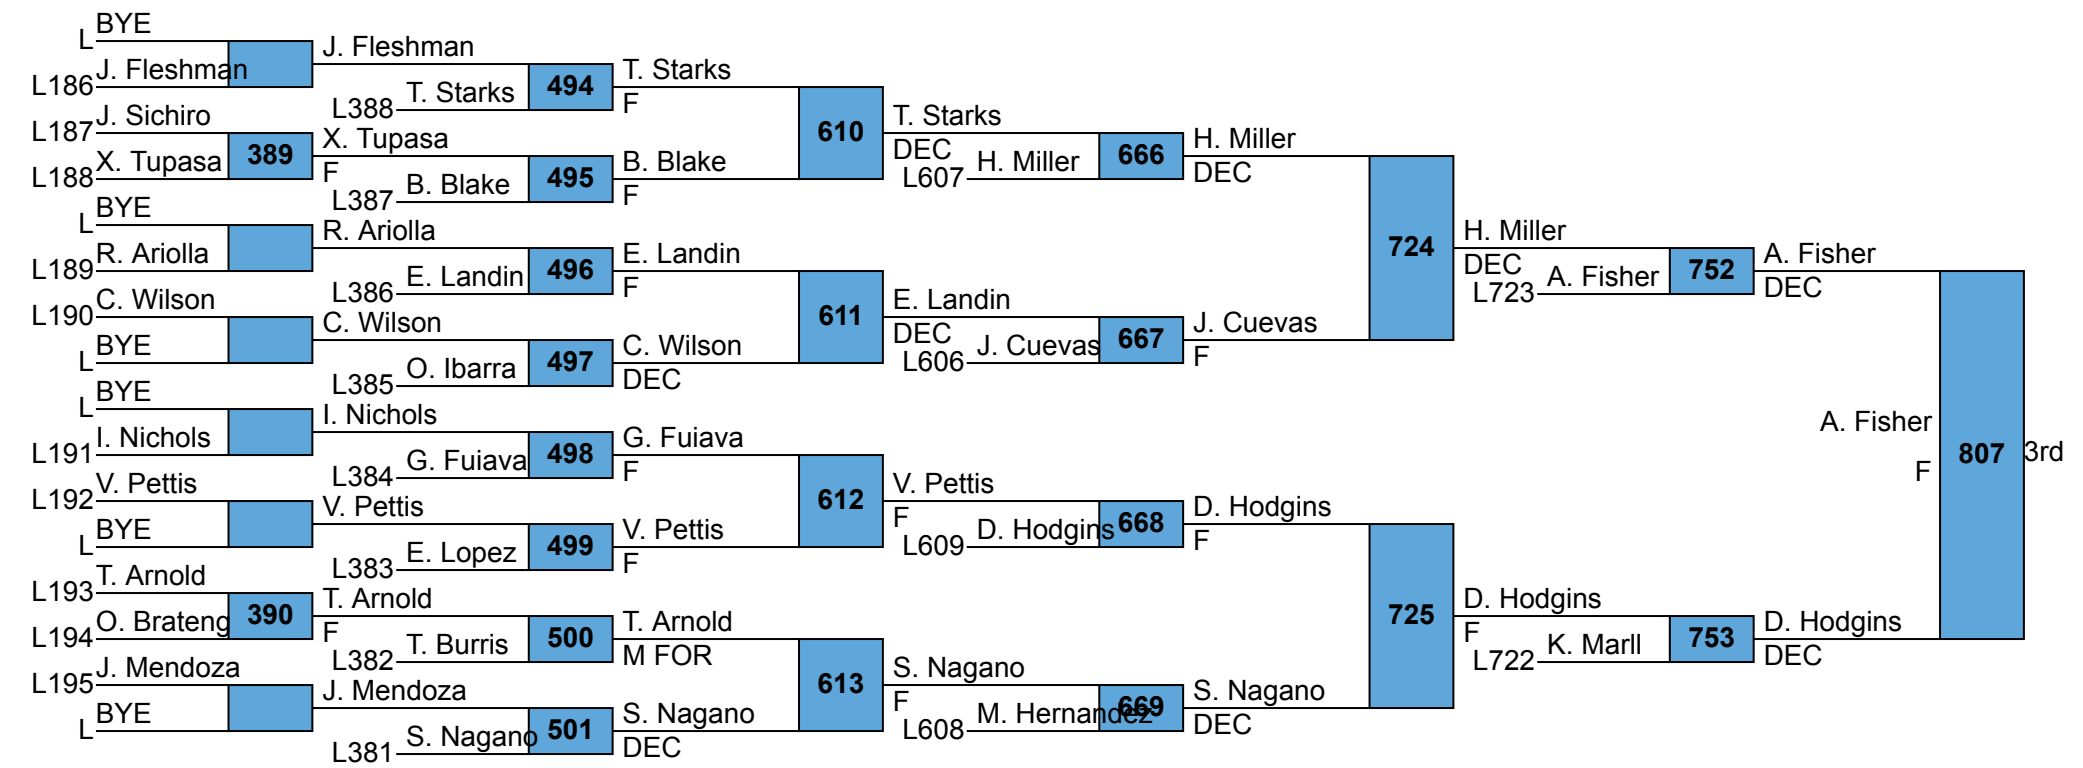 BYE
L
J. Fleshman
L186
J. Fleshman
T. Starks
L388
494
T. Starks
F
J. Sichiro
L187
X. Tupasa
L188
389
X. Tupasa
F
B. Blake
L387
495
B. Blake
F
610
T. Starks
DEC
H. Miller
L607
666
H. Miller
DEC
BYE
L
R. Ariolla
L189
R. Ariolla
E. Landin
L386
496
E. Landin
F
C. Wilson
L190
BYE
L
C. Wilson
O. Ibarra
L385
497
C. Wilson
DEC
611
E. Landin
DEC
J. Cuevas
L606
667
J. Cuevas
F
724
H. Miller
DEC
A. Fisher
L723
752
A. Fisher
DEC
BYE
L
I. Nichols
L191
I. Nichols
G. Fuiava
L384
498
G. Fuiava
F
V. Pettis
L192
BYE
L
V. Pettis
E. Lopez
L383
499
V. Pettis
F
612
V. Pettis
F
D. Hodgins
L609
668
D. Hodgins
F
T. Arnold
L193
O. Brateng
L194
390
T. Arnold
F
T. Burris
L382
500
T. Arnold
M FOR
J. Mendoza
L195
BYE
L
J. Mendoza
S. Nagano
L381
501
S. Nagano
DEC
613
S. Nagano
F
M. Hernandez
L608
669
S. Nagano
DEC
725
D. Hodgins
F
K. Marll
L722
753
D. Hodgins
DEC
A. Fisher
F
807
3rd